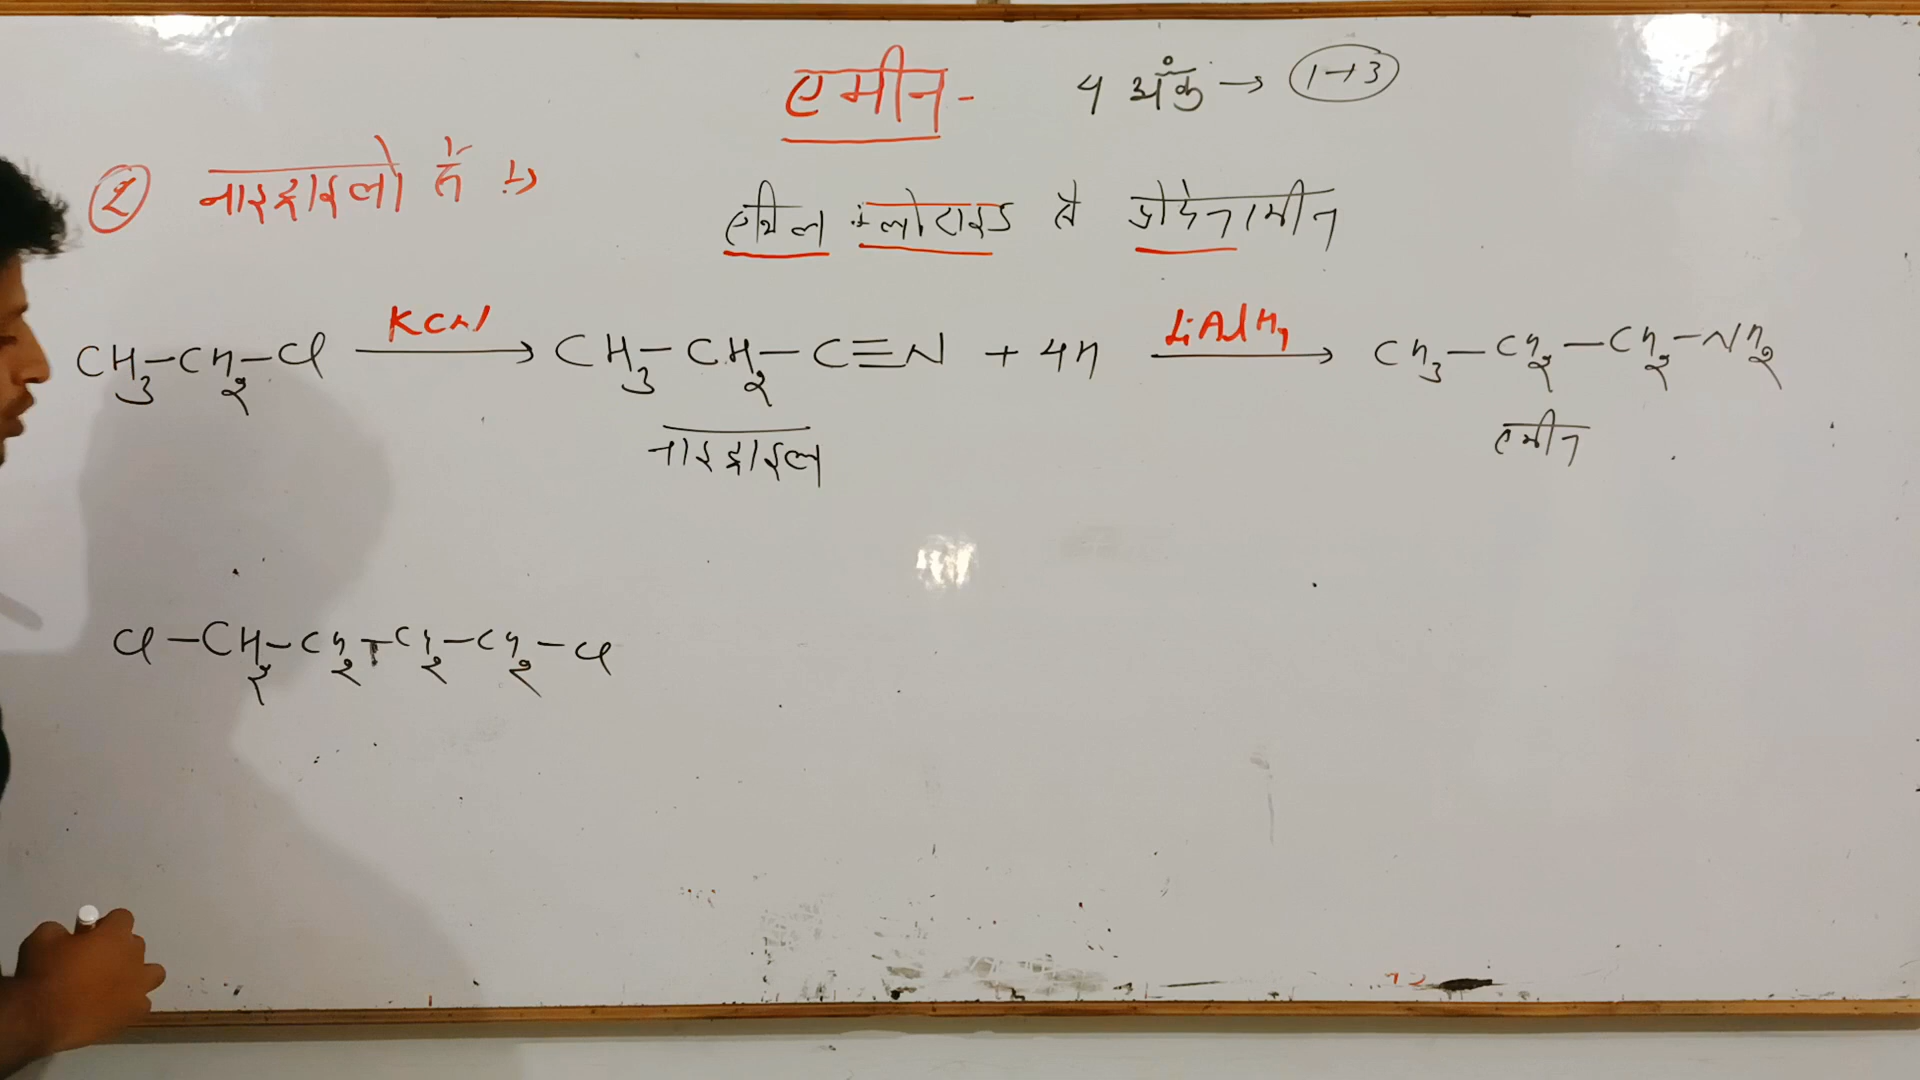 एमीन- 4 अंक → 1→3
② नाइट्राइलो से :→
एथिल क्लोराइड से प्रोपेनामीन
CH₃-CH₂-Cl —KCN→ CH₃-CH₂-C≡N + 4H —LiAlH₄→ CH₃-CH₂-CH₂-NH₂
नाइट्राइल एमीन
Cl-CH₂-CH₂-CH₂-CH₂-Cl